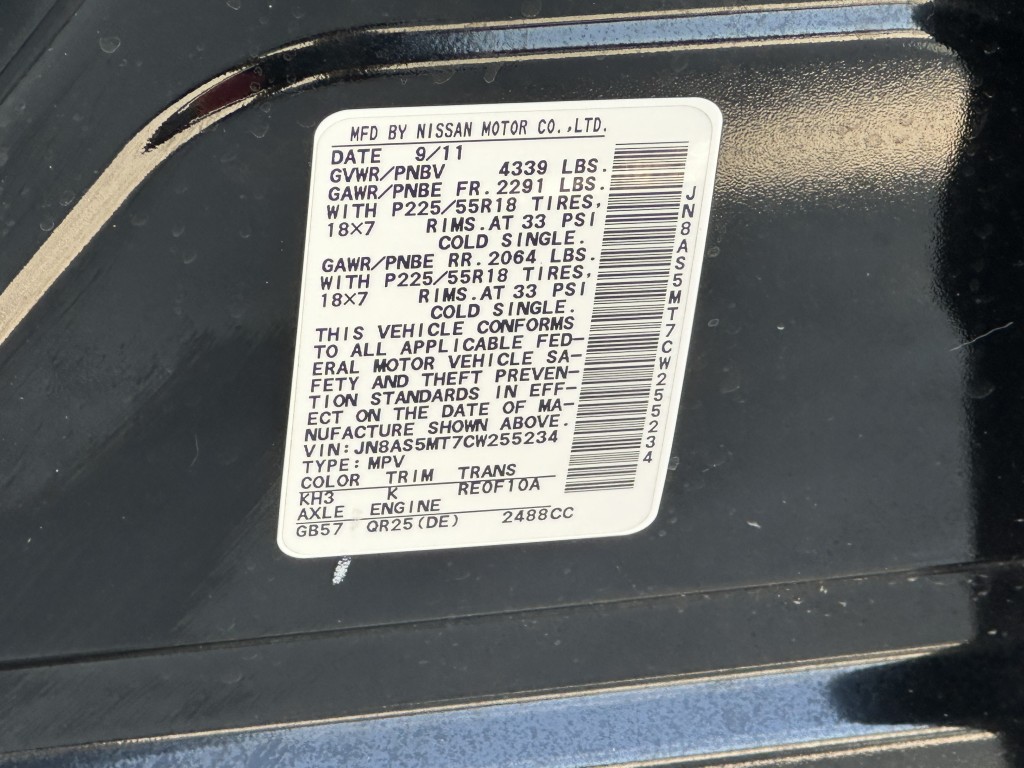 MFD BY NISSAN MOTOR CO.,LTD.
DATE 9/11
GVWR/PNBV 4339 LBS.
GAWR/PNBE FR.2291 LBS.
WITH P225/55R18 TIRES,
18×7 RIMS.AT 33 PSI
COLD SINGLE.
GAWR/PNBE RR.2064 LBS.
WITH P225/55R18 TIRES,
18×7 RIMS.AT 33 PSI
COLD SINGLE.
THIS VEHICLE CONFORMS
TO ALL APPLICABLE FED-
ERAL MOTOR VEHICLE SA-
FETY AND THEFT PREVEN-
TION STANDARDS IN EFF-
ECT ON THE DATE OF MA-
NUFACTURE SHOWN ABOVE.
VIN:JN8AS5MT7CW255234
TYPE:MPV
COLOR TRIM TRANS
KH3 K RE0F10A
AXLE ENGINE
GB57 QR25(DE) 2488CC
JN8AS5MT7CW255234